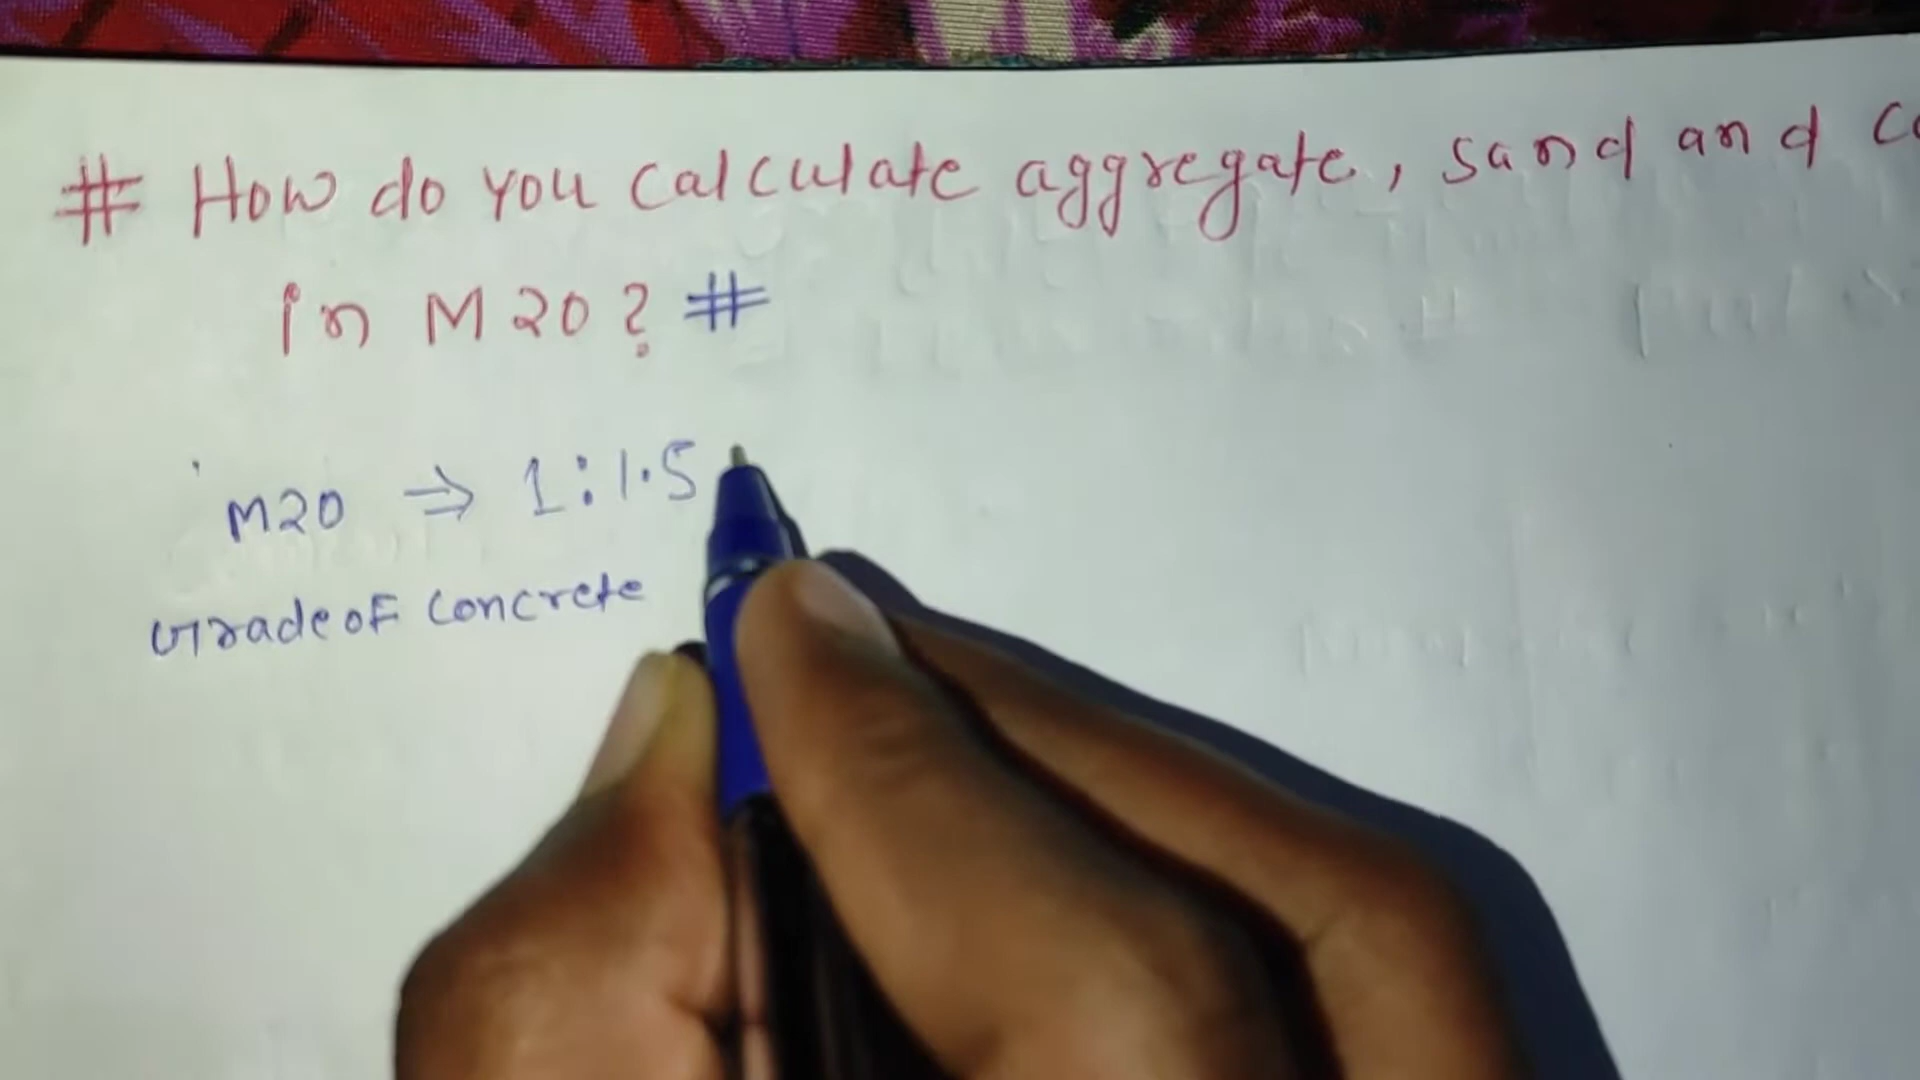 # How do you calculate aggregate, sand and
in M20? #
M20 ⇒ 1:1.5
Grade of concrete